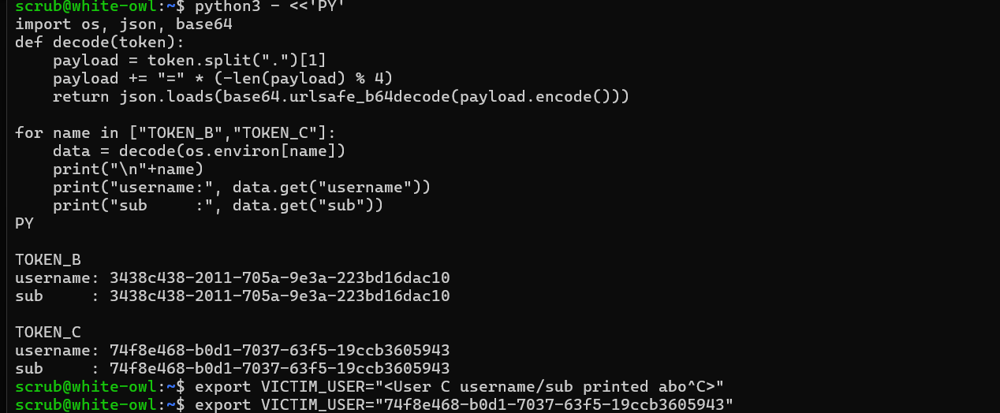 scrub@white-owl:~$ python3 - <<'PY'
import os, json, base64
def decode(token):
    payload = token.split(".")[1]
    payload += "=" * (-len(payload) % 4)
    return json.loads(base64.urlsafe_b64decode(payload.encode()))

for name in ["TOKEN_B","TOKEN_C"]:
    data = decode(os.environ[name])
    print("\n"+name)
    print("username:", data.get("username"))
    print("sub     :", data.get("sub"))
PY

TOKEN_B
username: 3438c438-2011-705a-9e3a-223bd16dac10
sub     : 3438c438-2011-705a-9e3a-223bd16dac10

TOKEN_C
username: 74f8e468-b0d1-7037-63f5-19ccb3605943
sub     : 74f8e468-b0d1-7037-63f5-19ccb3605943
scrub@white-owl:~$ export VICTIM_USER="<User C username/sub printed abo^C>"
scrub@white-owl:~$ export VICTIM_USER="74f8e468-b0d1-7037-63f5-19ccb3605943"